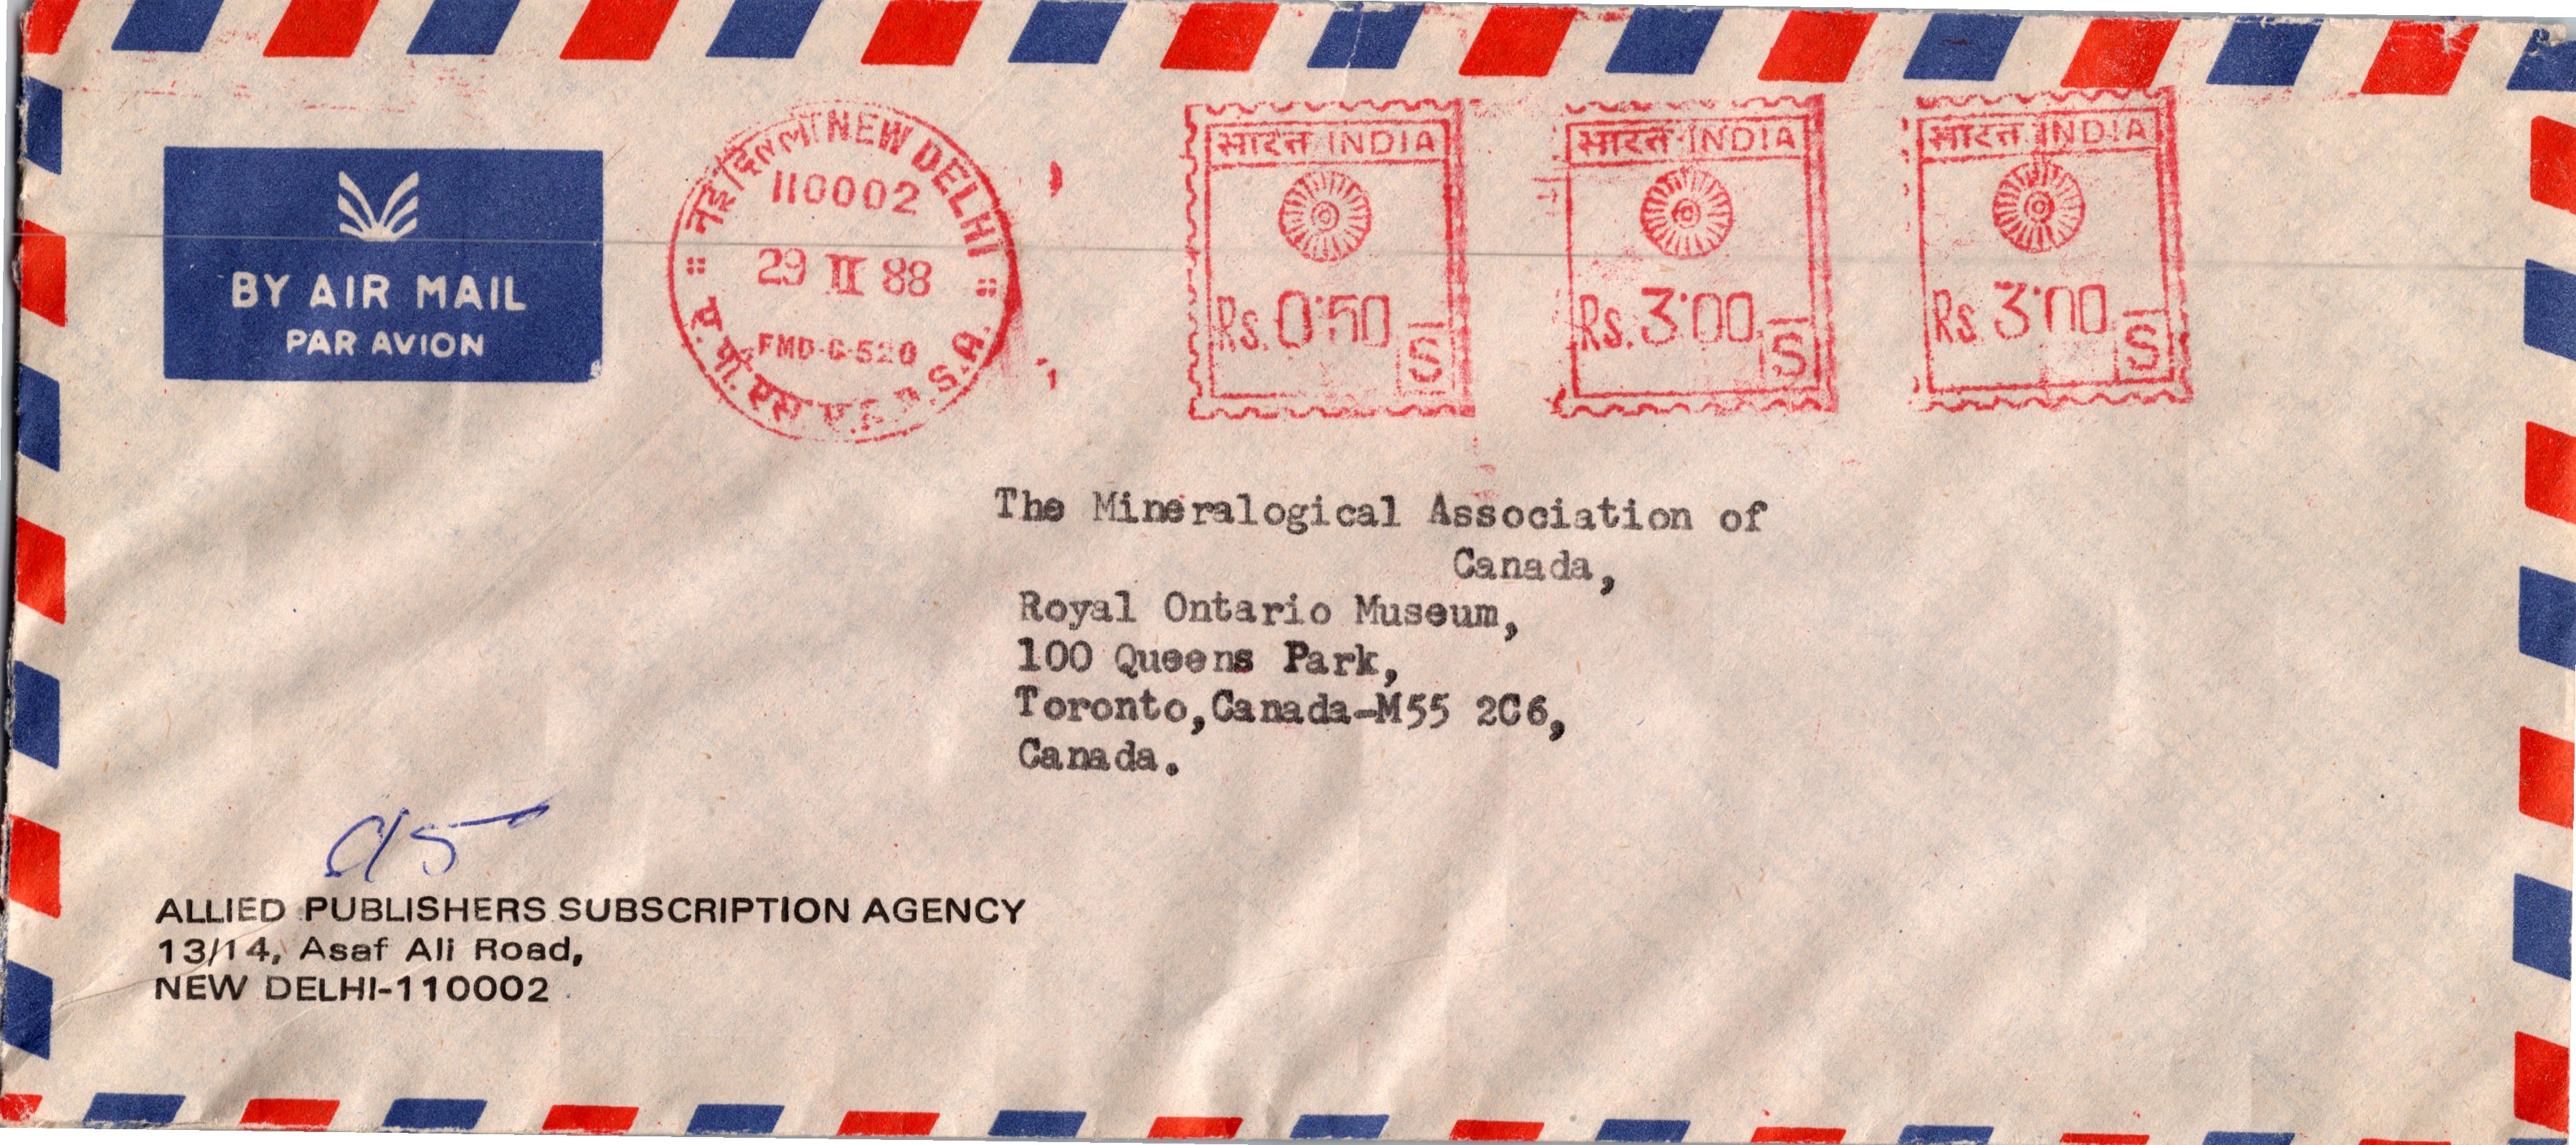 नई दिल्ली NEW DELHI
110002
29 II 88
FMD-C-520
ए. पी. एस. A.P.S.A.
भारत INDIA
Rs. 0.50
S
भारत INDIA
Rs. 3.00
S
भारत INDIA
Rs. 3.00
S
BY AIR MAIL
PAR AVION
The Mineralogical Association of
Canada,
Royal Ontario Museum,
100 Queens Park,
Toronto,Canada-M55 2C6,
Canada.
ALLIED PUBLISHERS SUBSCRIPTION AGENCY
13/14, Asaf Ali Road,
NEW DELHI-110002